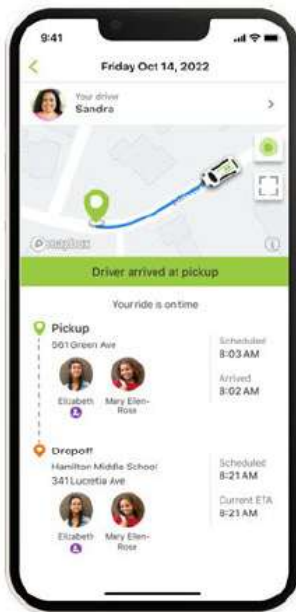 9:41
Friday Oct 14, 2022
Your driver
Sandra
mapbox
Driver arrived at pickup
Your ride is on time
Pickup
561 Green Ave
Scheduled
8:03 AM
Elizabeth
Mary Ellen-
Rose
Arrived
8:02 AM
Dropoff
Hamilton Middle School
341 Lucretia Ave
Scheduled
8:21 AM
Elizabeth
Mary Ellen-
Rose
Current ETA
8:21 AM